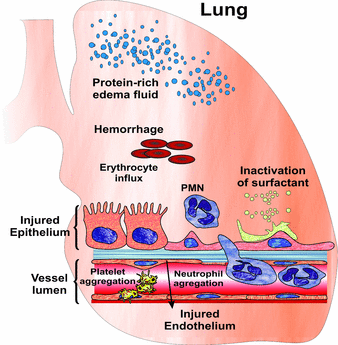 Lung
Protein-rich
edema fluid
Hemorrhage
Erythrocyte
influx
PMN
Inactivation
of surfactant
Injured
Epithelium
Vessel
lumen
Platelet
aggregation
Neutrophil
agregation
Injured
Endothelium